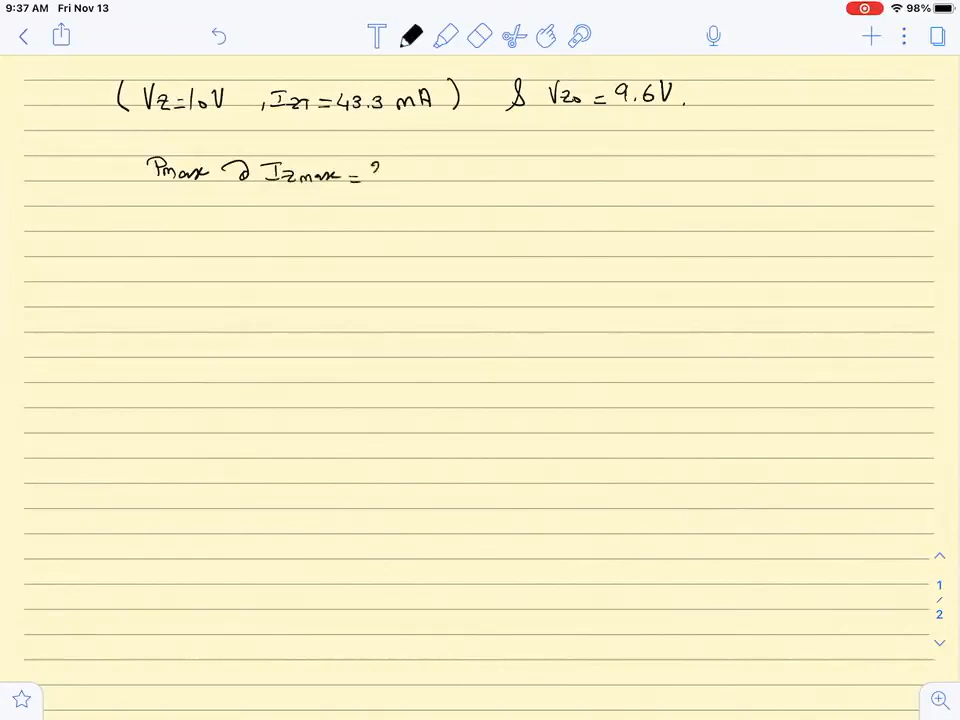 9:37 AM Fri Nov 13 98%
T
(Vz=10V , IzT = 43.3 mA) & Vzo = 9.6V.
Pmax @ Izmax = ?
1
/
2